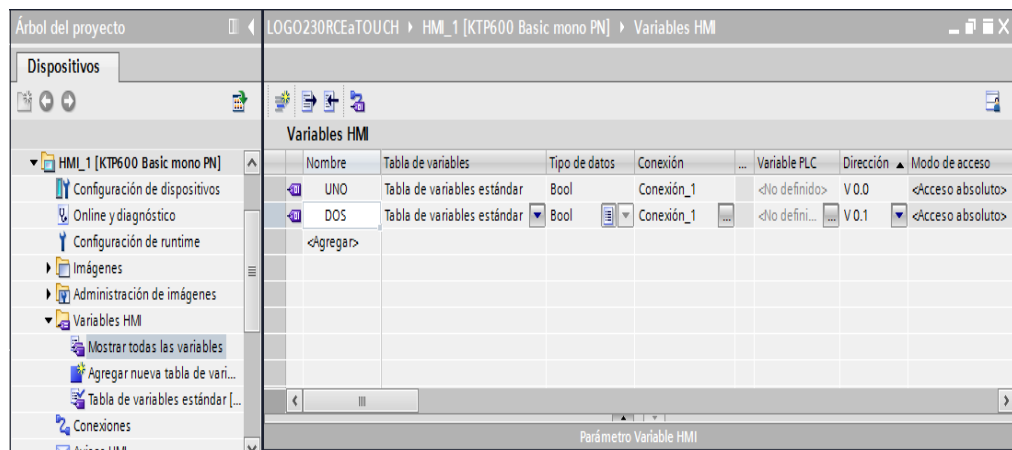 Árbol del proyecto
LOGO230RCEaTOUCH ▸ HMI_1 [KTP600 Basic mono PN] ▸ Variables HMI
Dispositivos
Variables HMI
HMI_1 [KTP600 Basic mono PN]
Configuración de dispositivos
Online y diagnóstico
Configuración de runtime
Imágenes
Administración de imágenes
Variables HMI
Mostrar todas las variables
Agregar nueva tabla de vari...
Tabla de variables estándar [...
Conexiones
Nombre Tabla de variables Tipo de datos Conexión ... Variable PLC Dirección Modo de acceso
UNO Tabla de variables estándar Bool Conexión_1 <No definido> V 0.0 <Acceso absoluto>
DOS Tabla de variables estándar Bool Conexión_1 ... <No defini... ... V 0.1 <Acceso absoluto>
<Agregar>
Parámetro Variable HMI